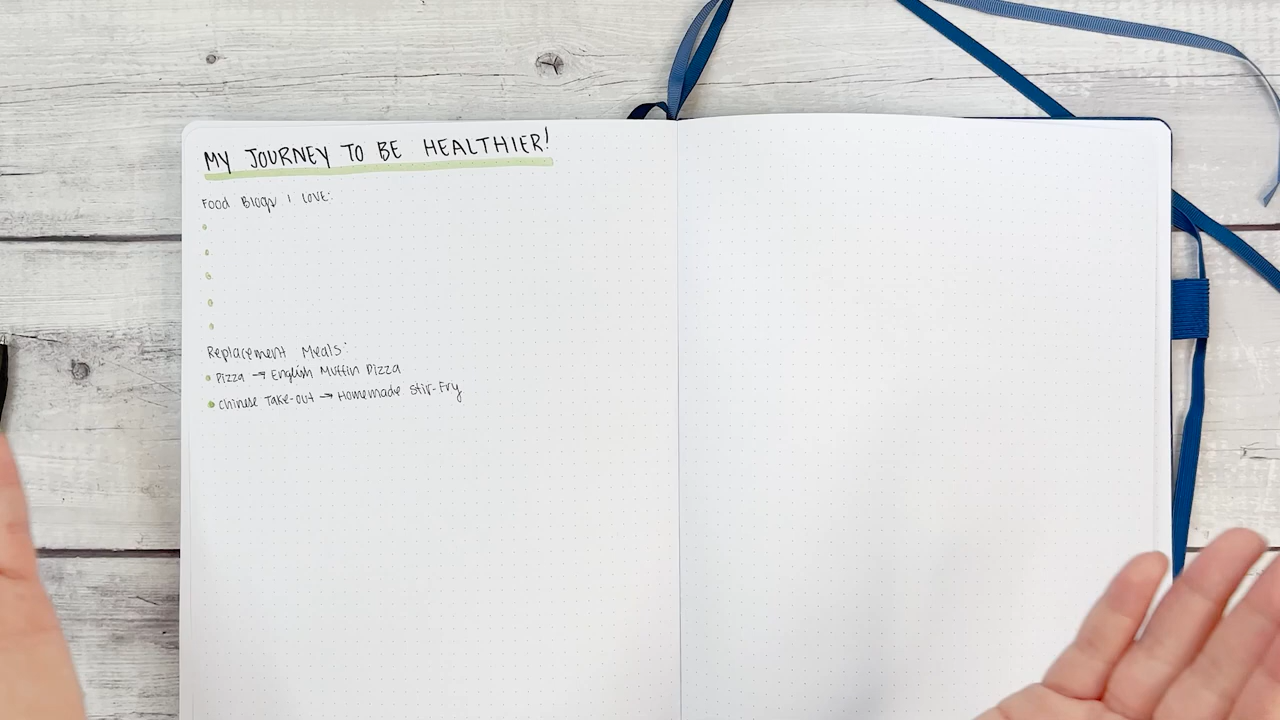 MY JOURNEY TO BE HEALTHIER!
Food Blogs I LOVE:
Replacement Meals:
Pizza → English Muffin Pizza
Chinese Take-out → Homemade Stir-Fry